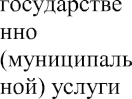 государстве
нно
(муниципаль
ной) услуги